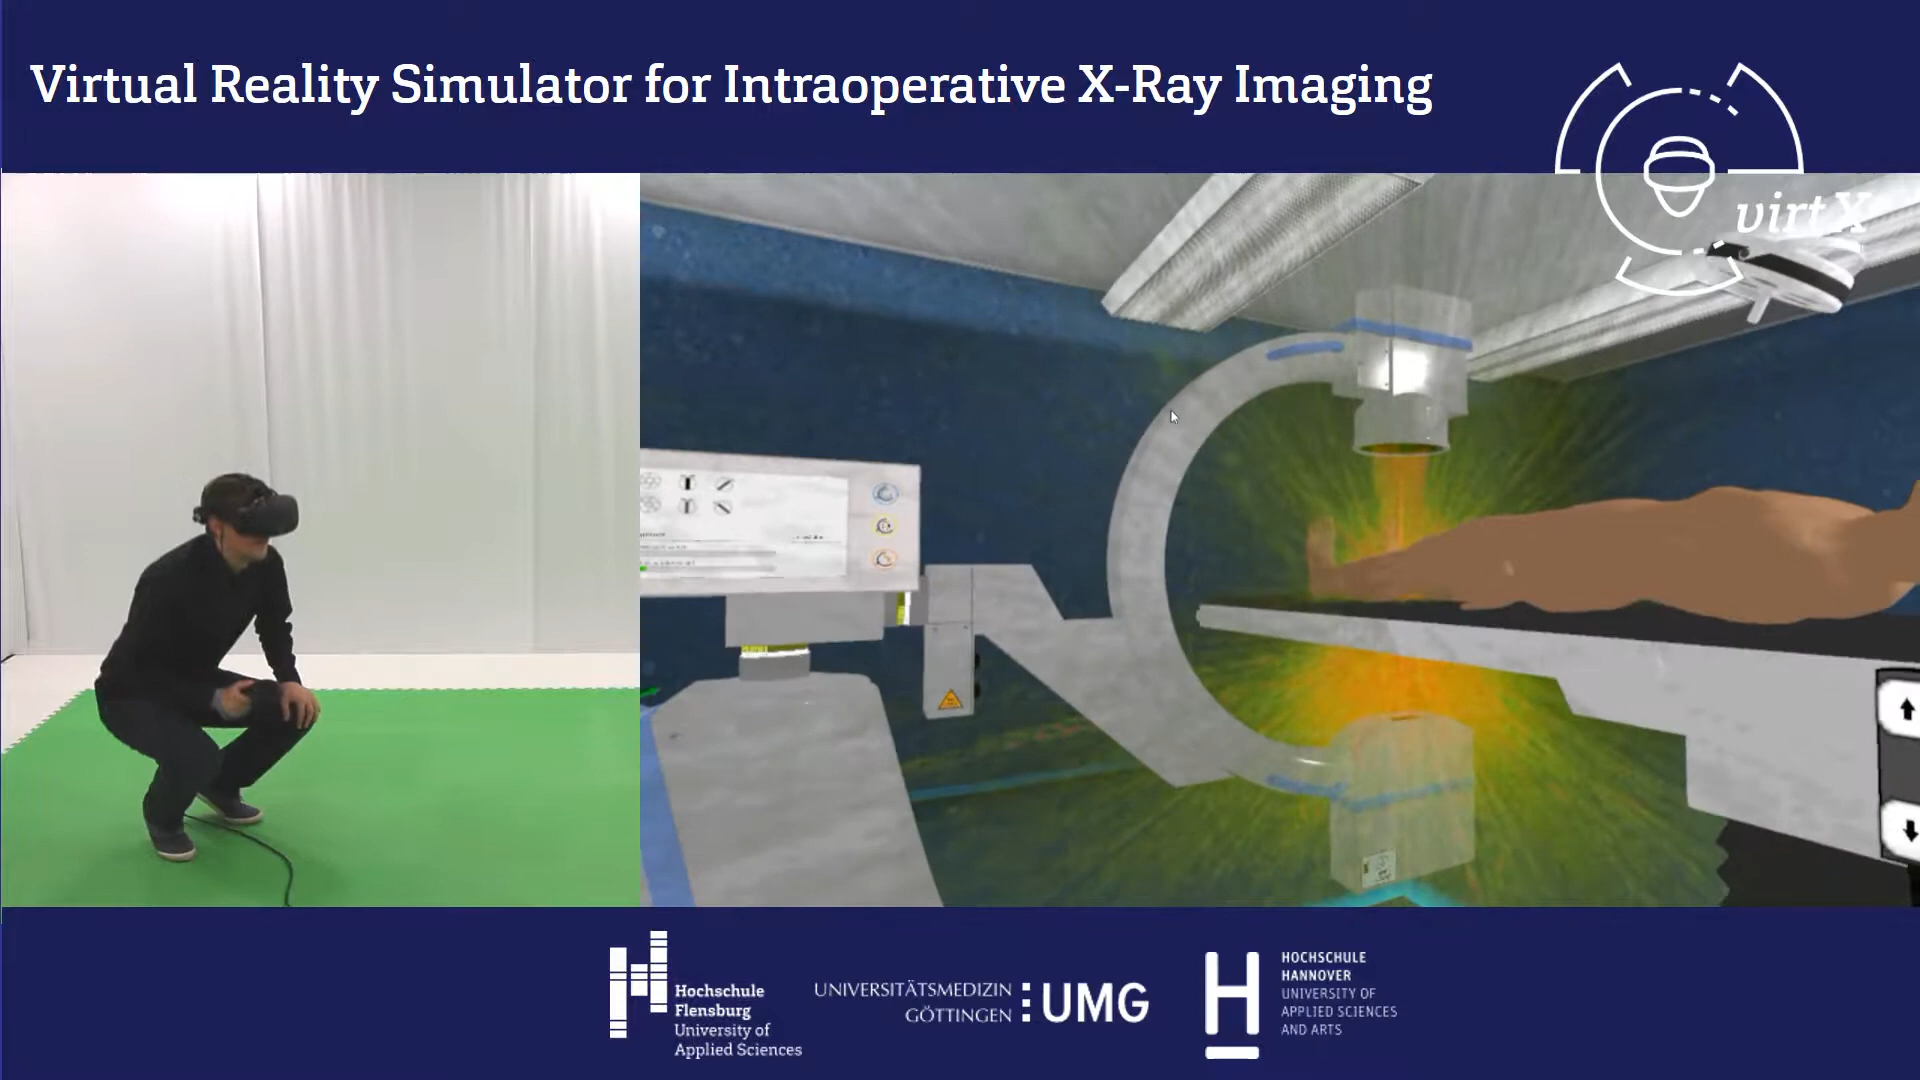 Virtual Reality Simulator for Intraoperative X-Ray Imaging
virtX
Hochschule
Flensburg
University of
Applied Sciences
UNIVERSITÄTSMEDIZIN
GÖTTINGEN
UMG
H
HOCHSCHULE
HANNOVER
UNIVERSITY OF
APPLIED SCIENCES
AND ARTS